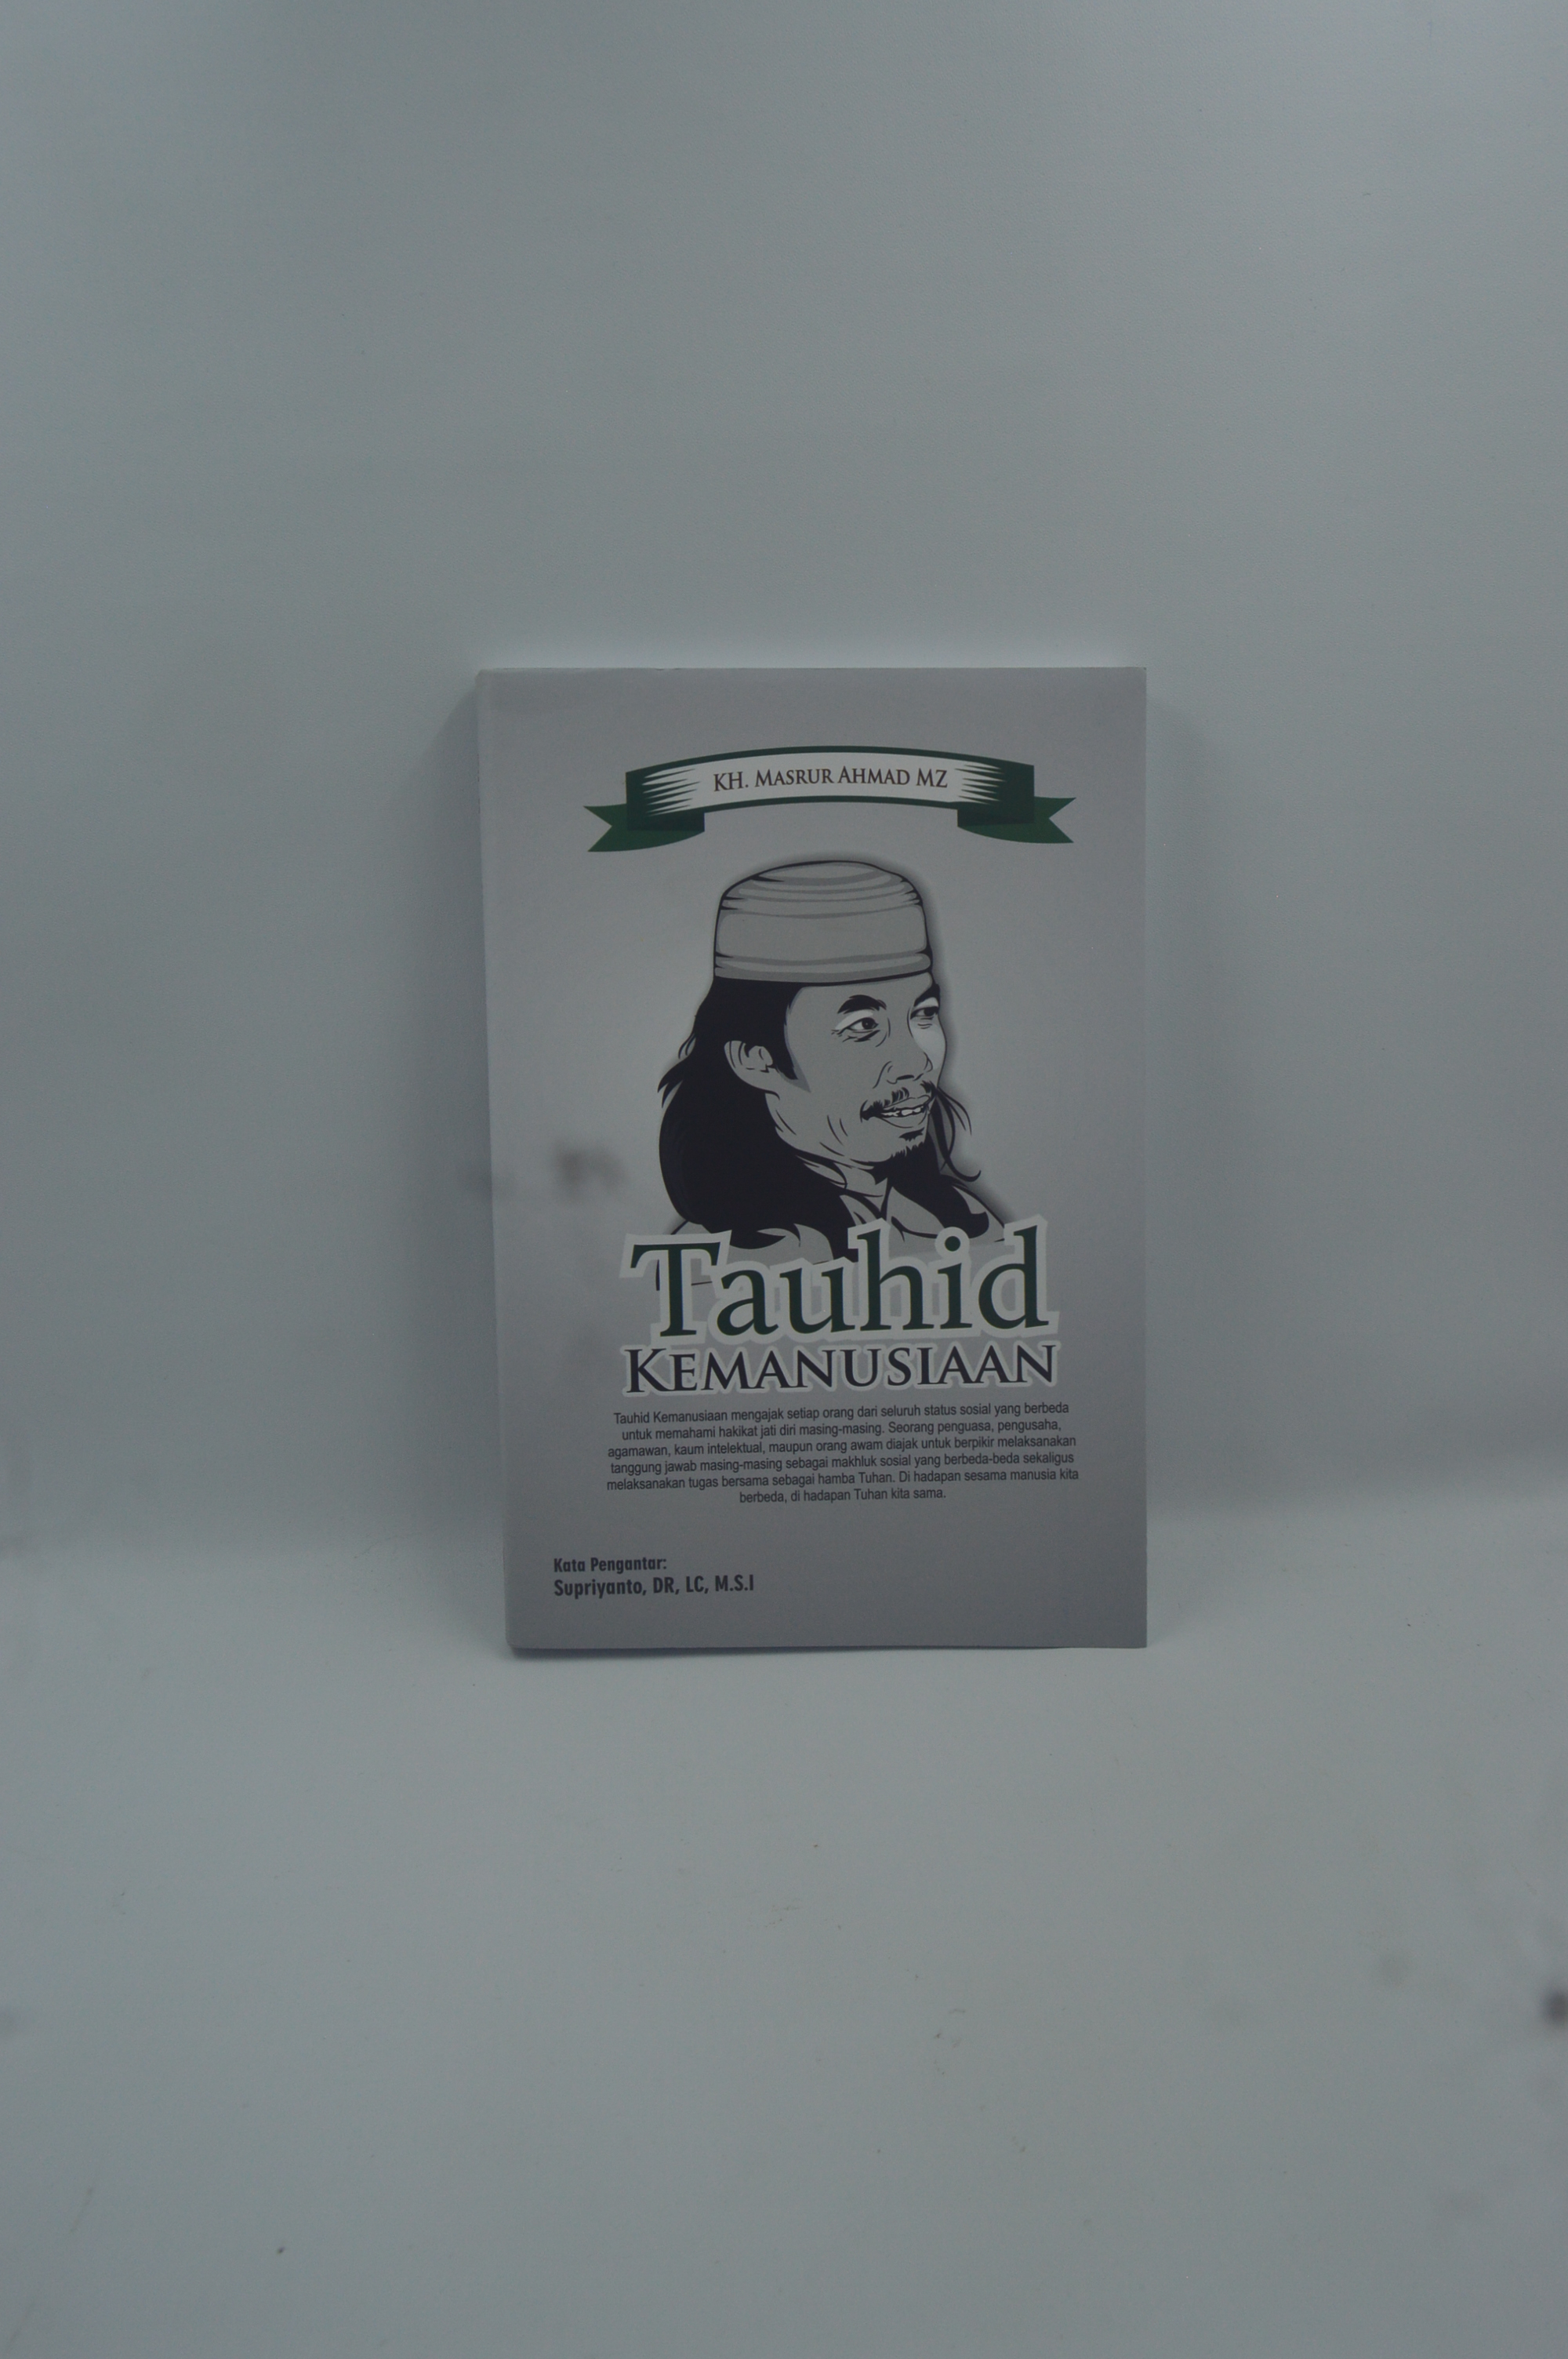 KH. MASRUR AHMAD MZ
Tauhid
KEMANUSIAAN
Tauhid Kemanusiaan mengajak setiap orang dari seluruh status sosial yang berbeda
untuk memahami hakikat jati diri masing-masing. Seorang penguasa, pengusaha,
agamawan, kaum intelektual, maupun orang awam diajak untuk berpikir melaksanakan
tanggung jawab masing-masing sebagai makhluk sosial yang berbeda-beda sekaligus
melaksanakan tugas bersama sebagai hamba Tuhan. Di hadapan sesama manusia kita
berbeda, di hadapan Tuhan kita sama.
Kata Pengantar:
Supriyanto, DR, LC, M.S.I